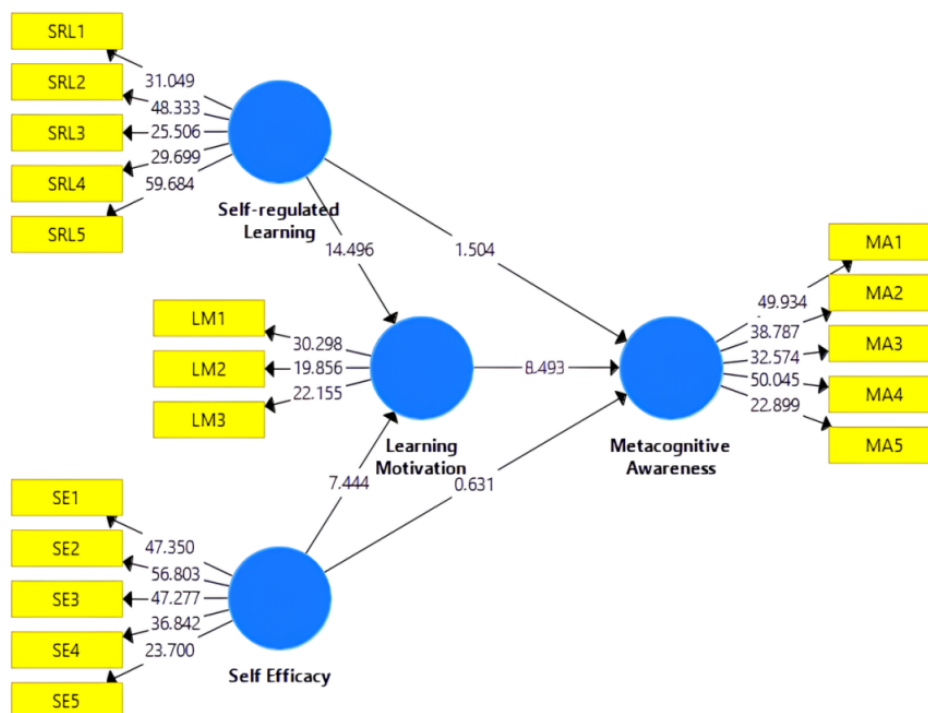 SRL1
SRL2
SRL3
SRL4
SRL5
31.049
48.333
25.506
29.699
59.684
Self-regulated
Learning
14.496
1.504
LM1
LM2
LM3
30.298
19.856
22.155
Learning
Motivation
8.493
7.444
0.631
SE1
SE2
SE3
SE4
SE5
47.350
56.803
47.277
36.842
23.700
Self Efficacy
Metacognitive
Awareness
49.934
38.787
32.574
50.045
22.899
MA1
MA2
MA3
MA4
MA5